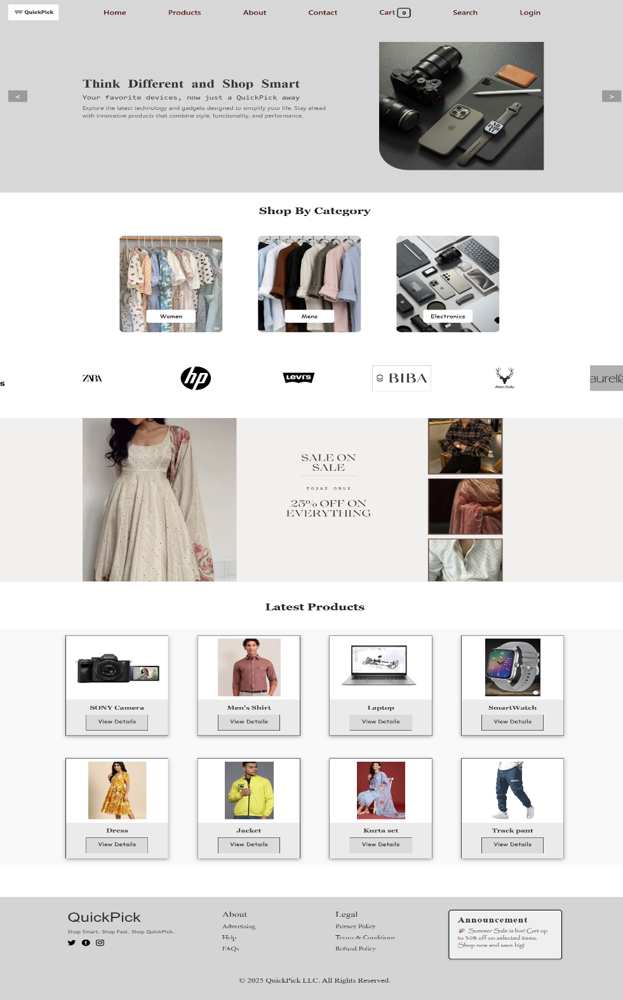 QuickPick
Home Products About Contact Cart 0 Search Login
Think Different and Shop Smart
Your favorite devices, now just a QuickPick away
Explore the latest technology and gadgets designed to simplify your life. Stay ahead
with innovative products that combine style, functionality, and performance.
<
>
Shop By Category
Women
Mens
Electronics
s
ZARA
hp
LEVI'S
BIBA
Allen Solly
aurelia
SALE ON
SALE
TODAY ONLY
25% OFF ON
EVERYTHING
Latest Products
SONY
SONY Camera
View Details
Men's Shirt
View Details
Laptop
View Details
SmartWatch
View Details
Dress
View Details
Jacket
View Details
Kurta set
View Details
Track pant
View Details
QuickPick
Shop Smart. Shop Fast. Shop QuickPick.
About
Advertising
Help
FAQs
Legal
Privacy Policy
Terms & Conditions
Refund Policy
Announcement
🎉 Summer Sale is live! Get up
to 30% off on selected items.
Shop now and save big!
© 2025 QuickPick LLC. All Rights Reserved.